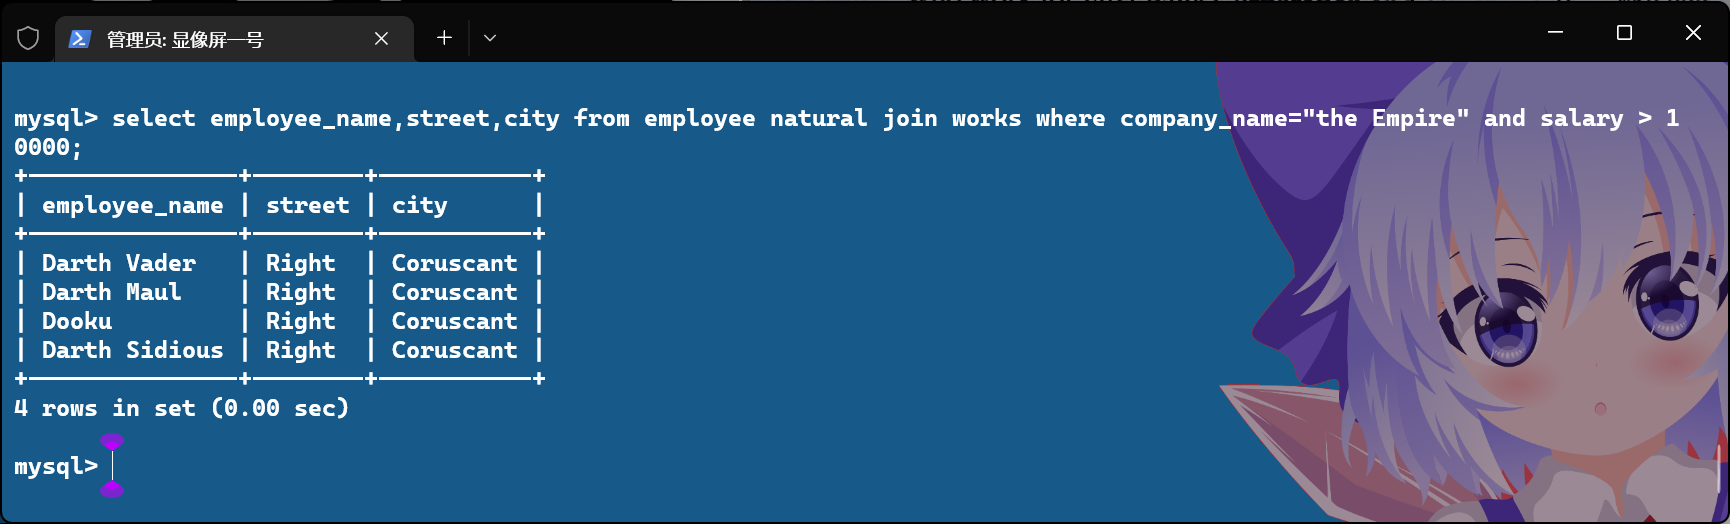 管理员: 显像屏一号
mysql> select employee_name,street,city from employee natural join works where company_name="the Empire" and salary > 1
0000;
+---------------+--------+-----------+
| employee_name | street | city      |
+---------------+--------+-----------+
| Darth Vader   | Right  | Coruscant |
| Darth Maul    | Right  | Coruscant |
| Dooku         | Right  | Coruscant |
| Darth Sidious | Right  | Coruscant |
+---------------+--------+-----------+
4 rows in set (0.00 sec)
mysql>